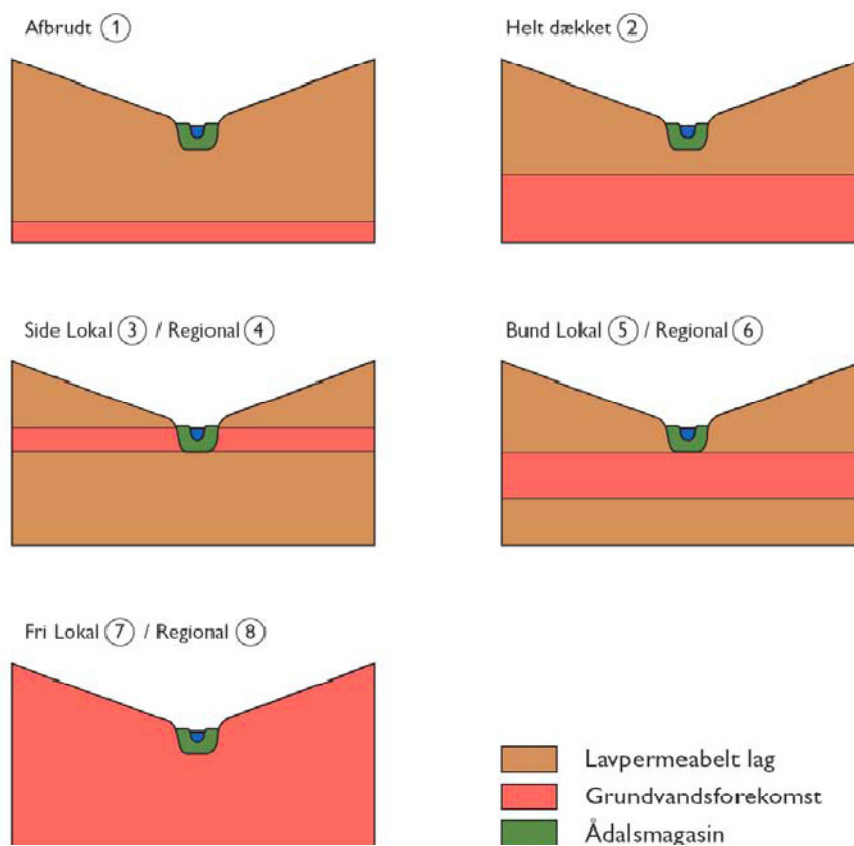 Afbrudt 1
Helt dækket 2
Side Lokal 3 / Regional 4
Bund Lokal 5 / Regional 6
Fri Lokal 7 / Regional 8
Lavpermeabelt lag
Grundvandsforekomst
Ådalsmagasin